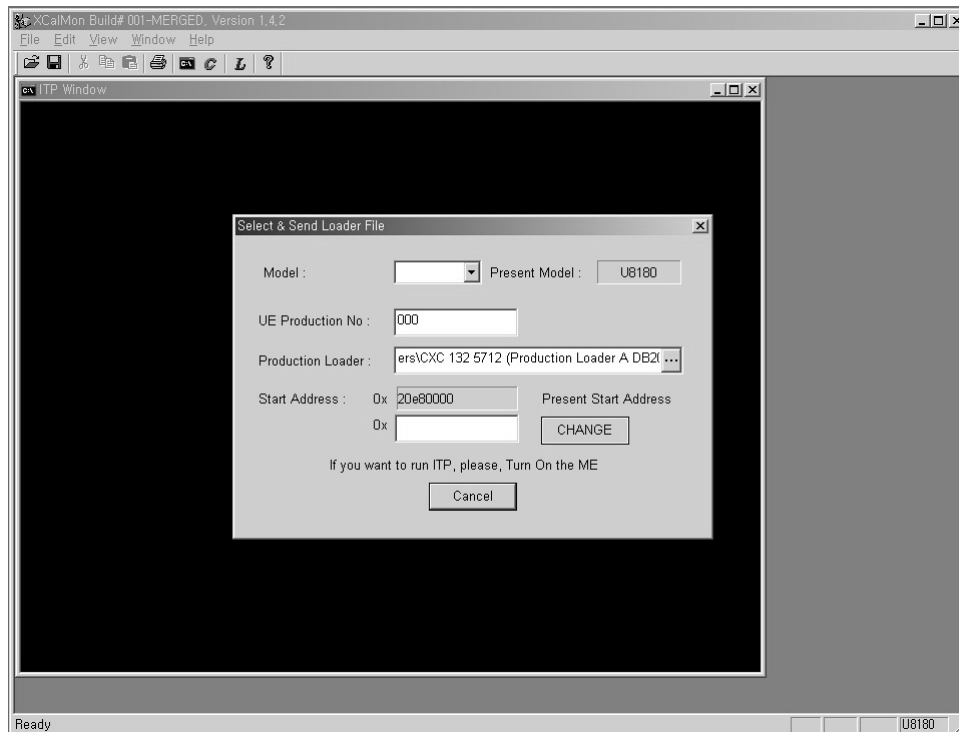 XCalMon Build# 001-MERGED, Version 1,4,2
File Edit View Window Help
C L ?
ITP Window
Select & Send Loader File
Model : Present Model : U8180
UE Production No : 000
Production Loader : ers\CXC 132 5712 (Production Loader A DB2( ...
Start Address : 0x 20e80000 Present Start Address
0x CHANGE
If you want to run ITP, please, Turn On the ME
Cancel
Ready U8180